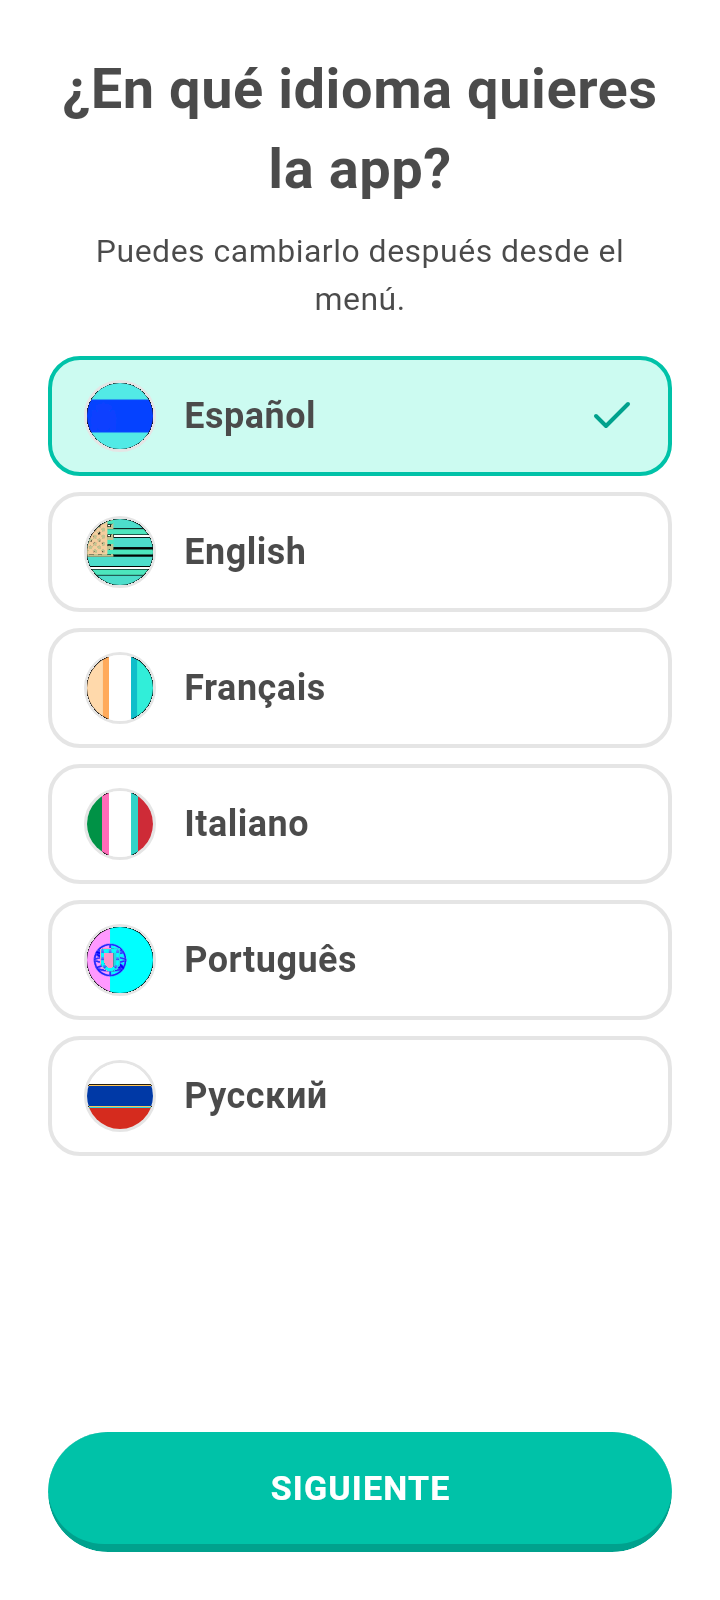 ¿En qué idioma quieres
la app?
Puedes cambiarlo después desde el
menú.
Español
English
Français
Italiano
Português
Русский
SIGUIENTE